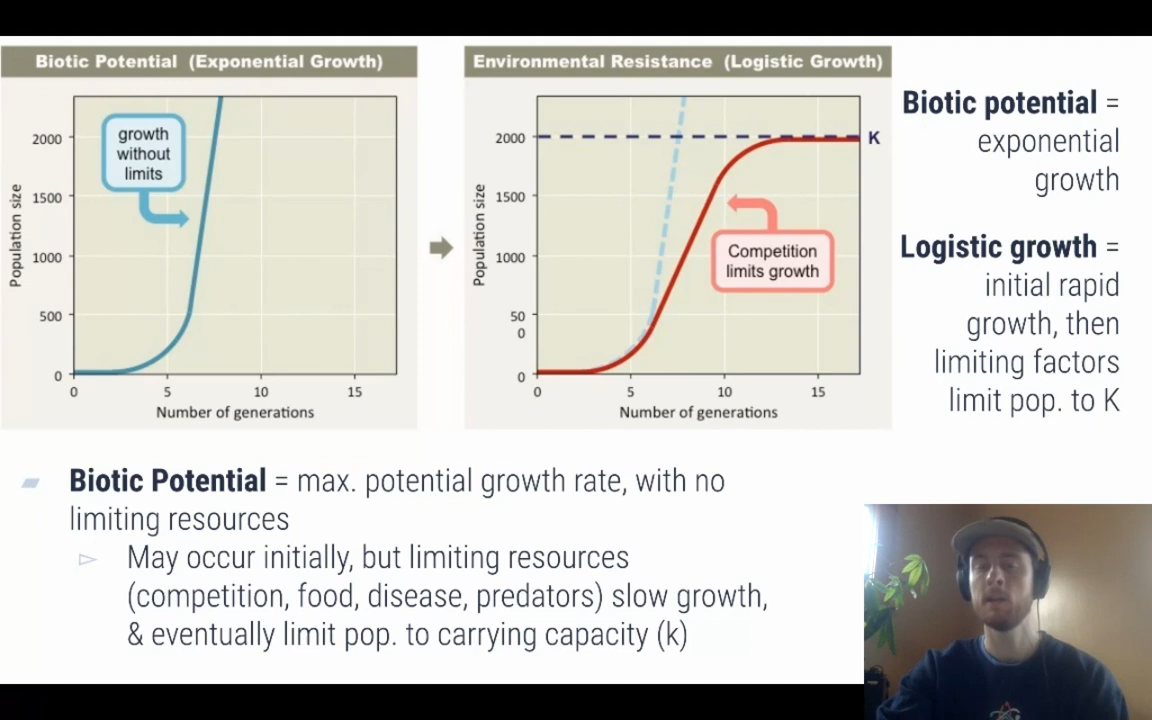 Biotic Potential (Exponential Growth)
growth
without
limits
Population size
2000
1500
1000
500
0
0 5 10 15
Number of generations
Environmental Resistance (Logistic Growth)
K
Competition
limits growth
Population size
2000
1500
1000
50
0
0
0 5 10 15
Number of generations
Biotic potential =
exponential
growth
Logistic growth =
initial rapid
growth, then
limiting factors
limit pop. to K
Biotic Potential = max. potential growth rate, with no
limiting resources
May occur initially, but limiting resources
(competition, food, disease, predators) slow growth,
& eventually limit pop. to carrying capacity (k)